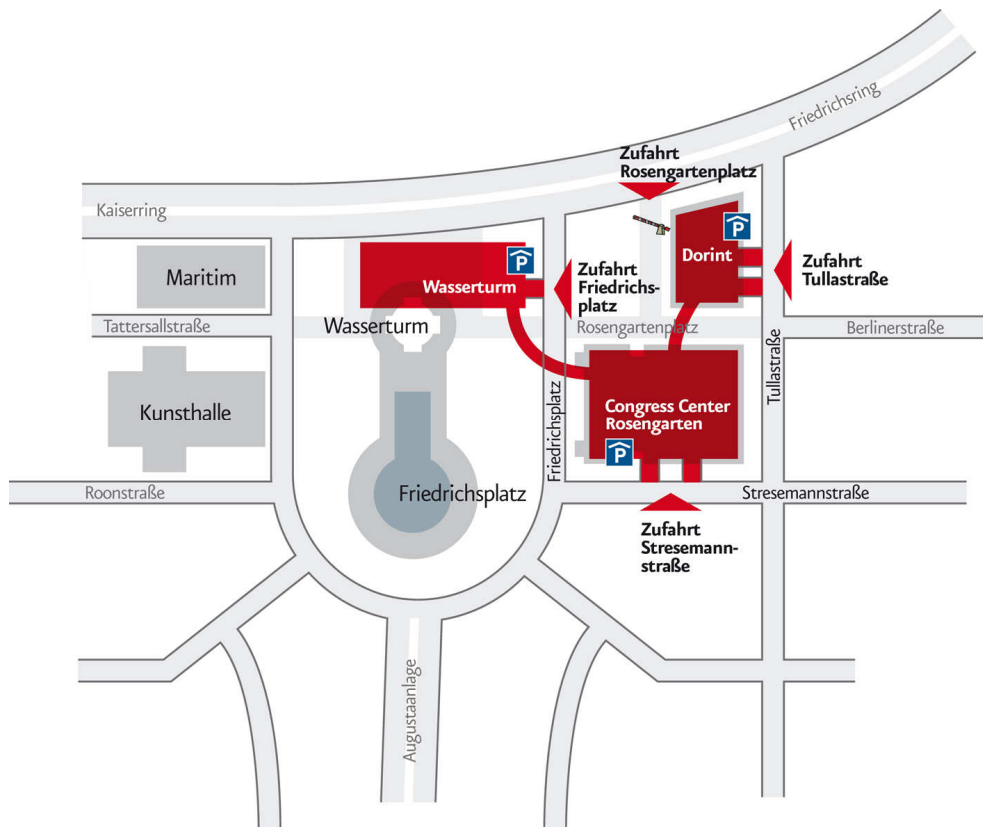 Friedrichsring
Zufahrt
Rosengartenplatz
Kaiserring
P
Dorint
Zufahrt
Tullastraße
P
Maritim
Wasserturm
Zufahrt
Friedrichs-
platz
Tattersallstraße
Wasserturm
Rosengartenplatz
Berlinerstraße
Tullastraße
Kunsthalle
Friedrichsplatz
Congress Center
Rosengarten
P
Roonstraße
Friedrichsplatz
Stresemannstraße
Zufahrt
Stresemann-
straße
Augustaanlage